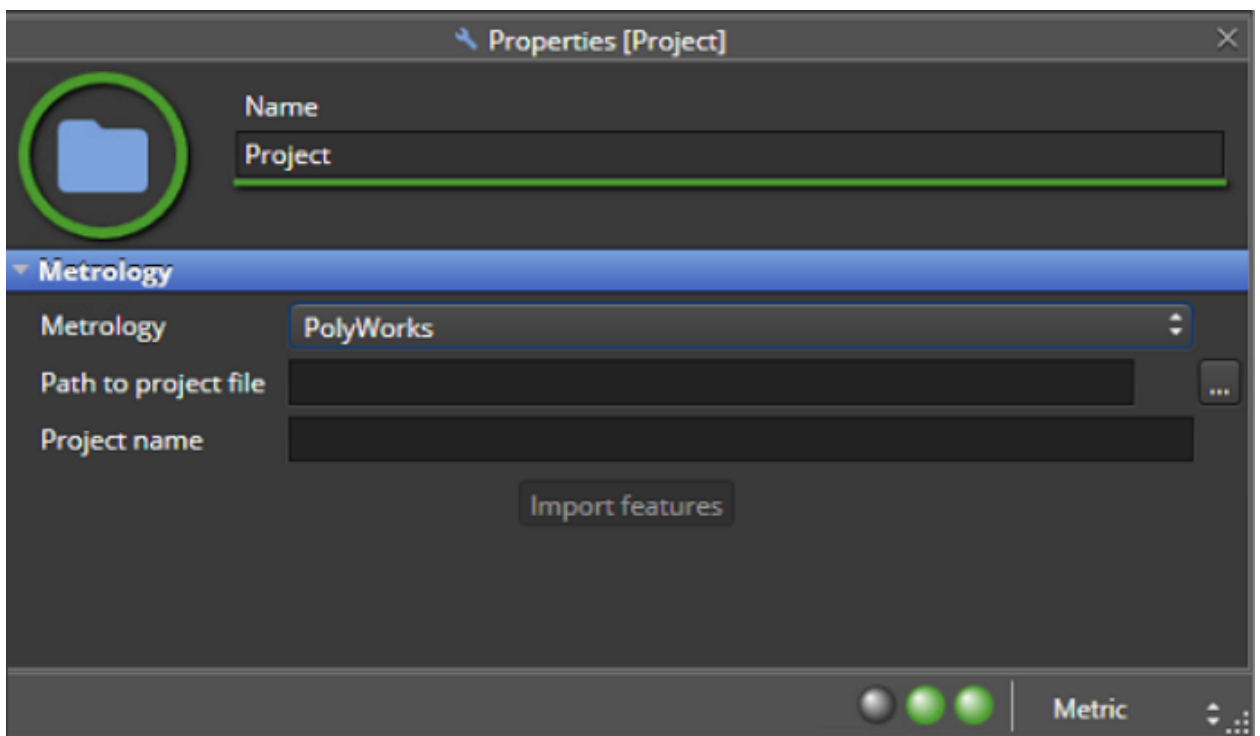 Properties [Project]
Name
Project
Metrology
Metrology PolyWorks
Path to project file ...
Project name
Import features
Metric